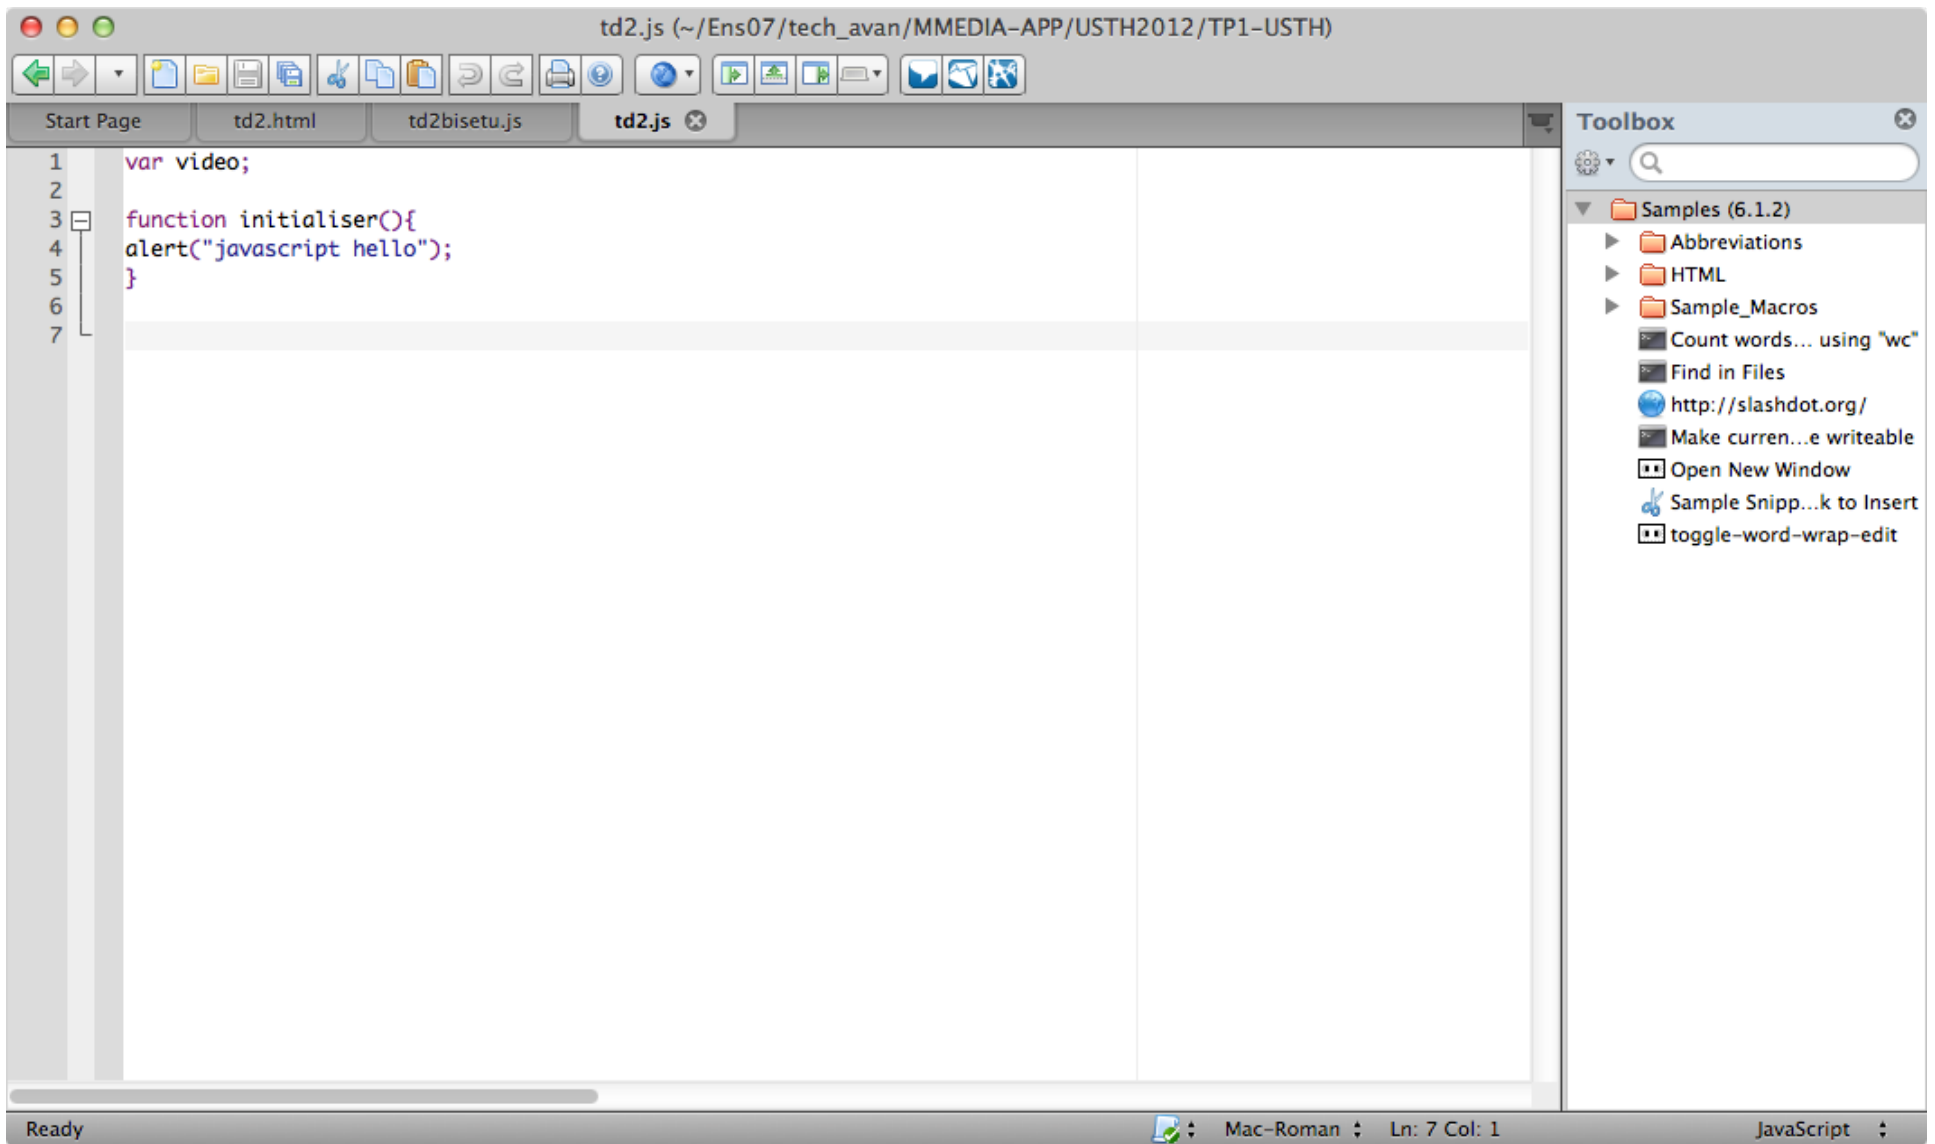 td2.js (~/Ens07/tech_avan/MMEDIA-APP/USTH2012/TP1-USTH)
Start Page
td2.html
td2bisetu.js
td2.js
1 var video;
2
3 function initialiser(){
4 alert("javascript hello");
5 }
6
7
Toolbox
Samples (6.1.2)
Abbreviations
HTML
Sample_Macros
Count words... using "wc"
Find in Files
http://slashdot.org/
Make curren...e writeable
Open New Window
Sample Snipp...k to Insert
toggle-word-wrap-edit
Ready
Mac-Roman
Ln: 7 Col: 1
JavaScript